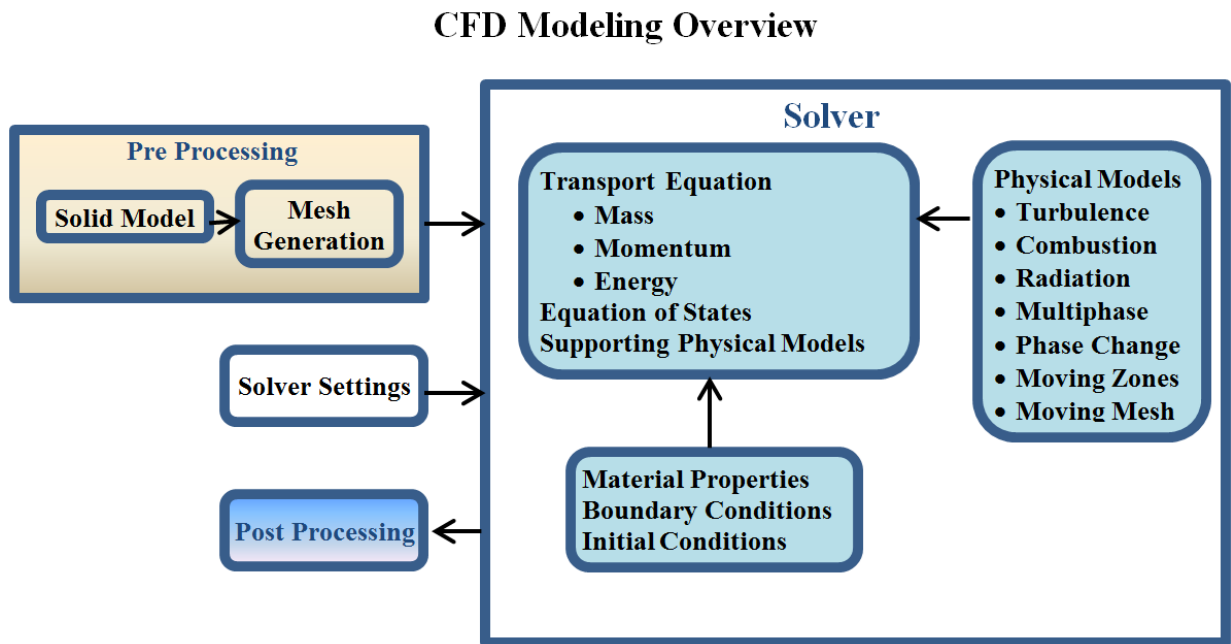 CFD Modeling Overview
Pre Processing
Solid Model
Mesh
Generation
Solver Settings
Post Processing
Solver
Transport Equation
• Mass
• Momentum
• Energy
Equation of States
Supporting Physical Models
Material Properties
Boundary Conditions
Initial Conditions
Physical Models
• Turbulence
• Combustion
• Radiation
• Multiphase
• Phase Change
• Moving Zones
• Moving Mesh